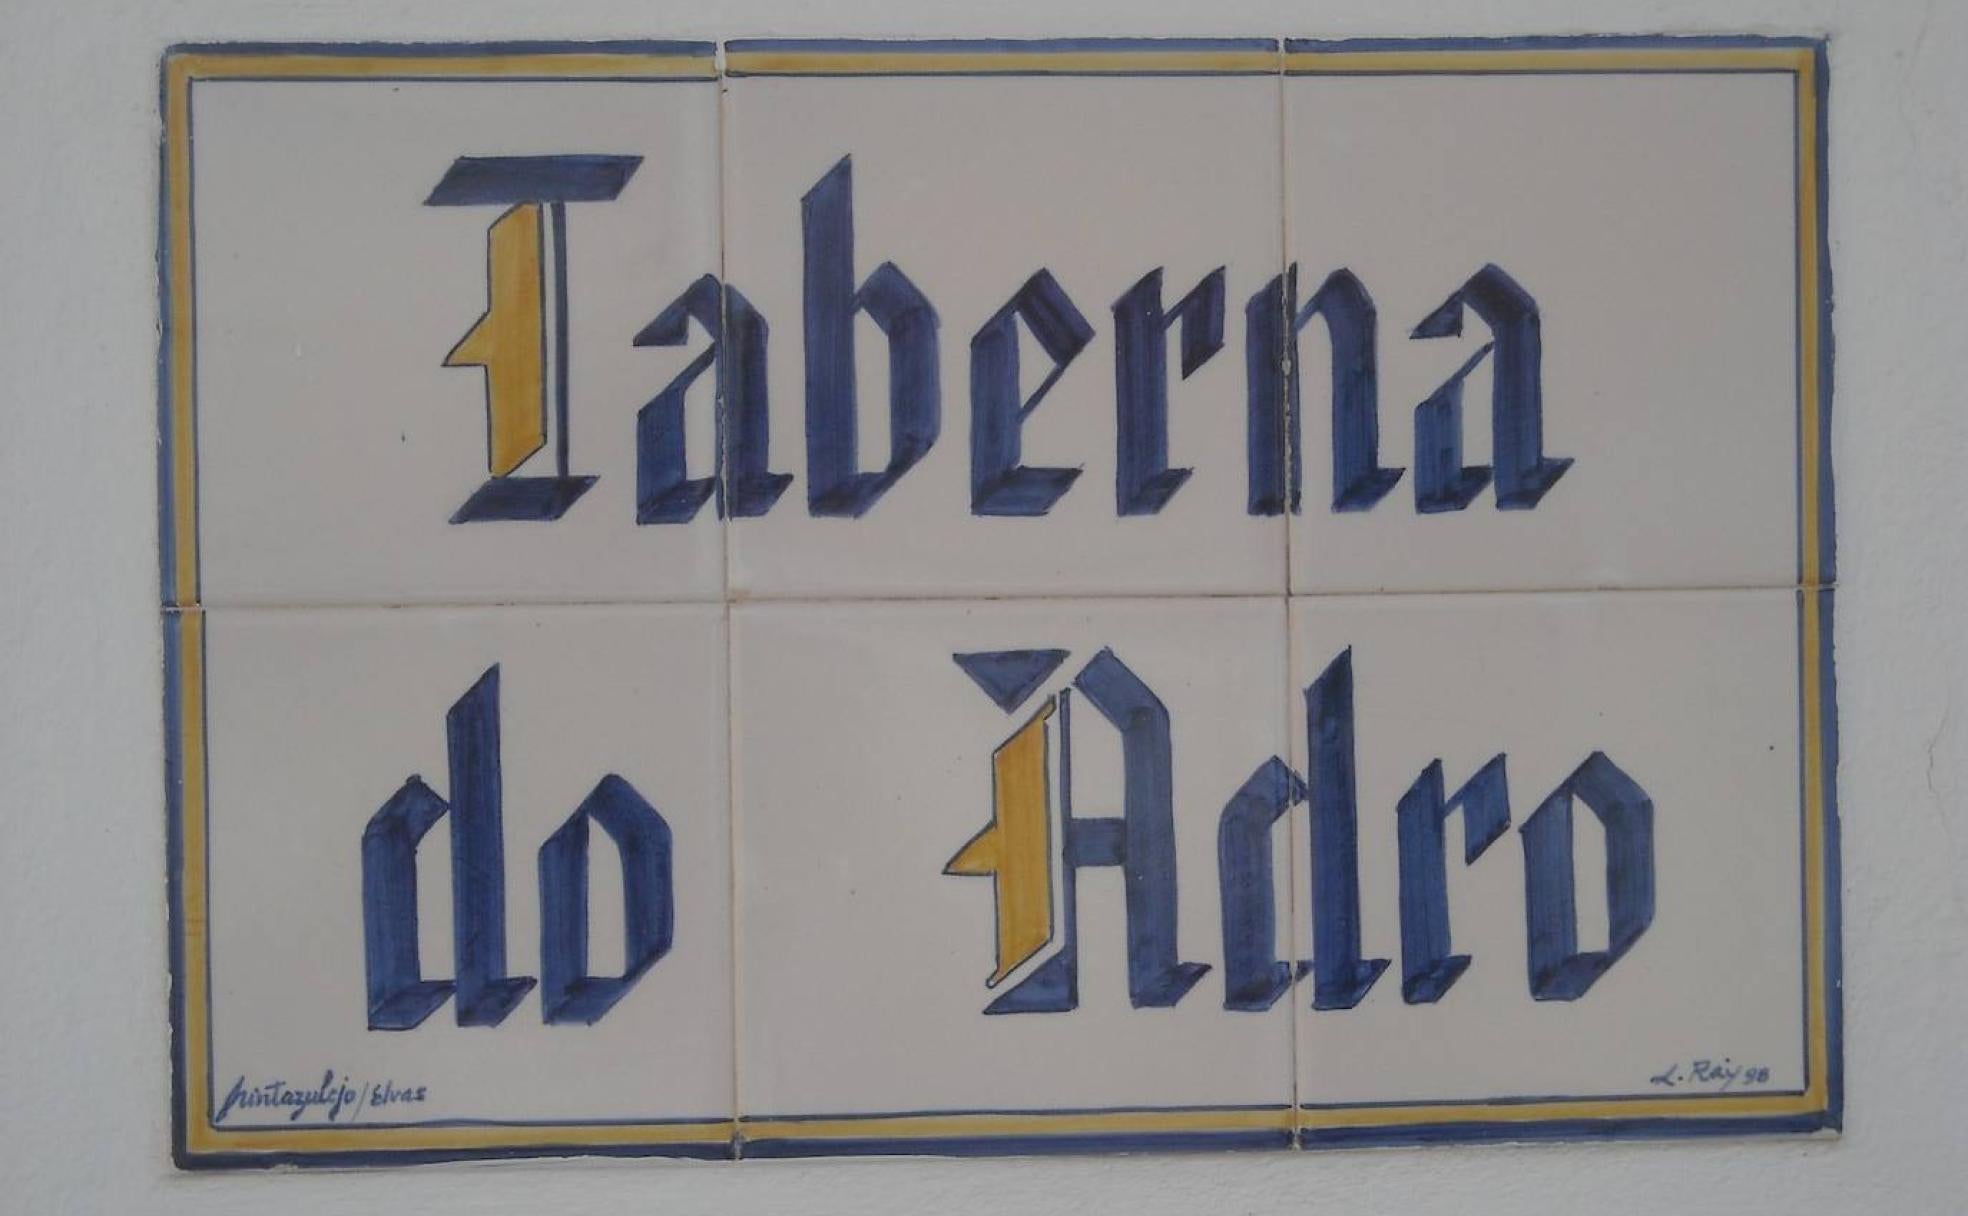 Taberna
do Adro
Pintazulejo/Elvas
L. Ray 98